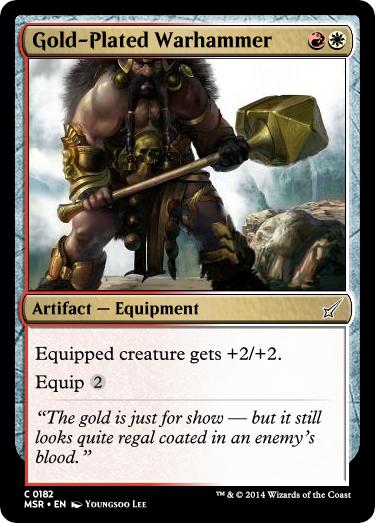 Gold-Plated Warhammer
Artifact — Equipment
Equipped creature gets +2/+2.
Equip 2
“The gold is just for show — but it still
looks quite regal coated in an enemy’s
blood.”
C 0182
MSR • EN Youngsoo Lee
™ & © 2014 Wizards of the Coast